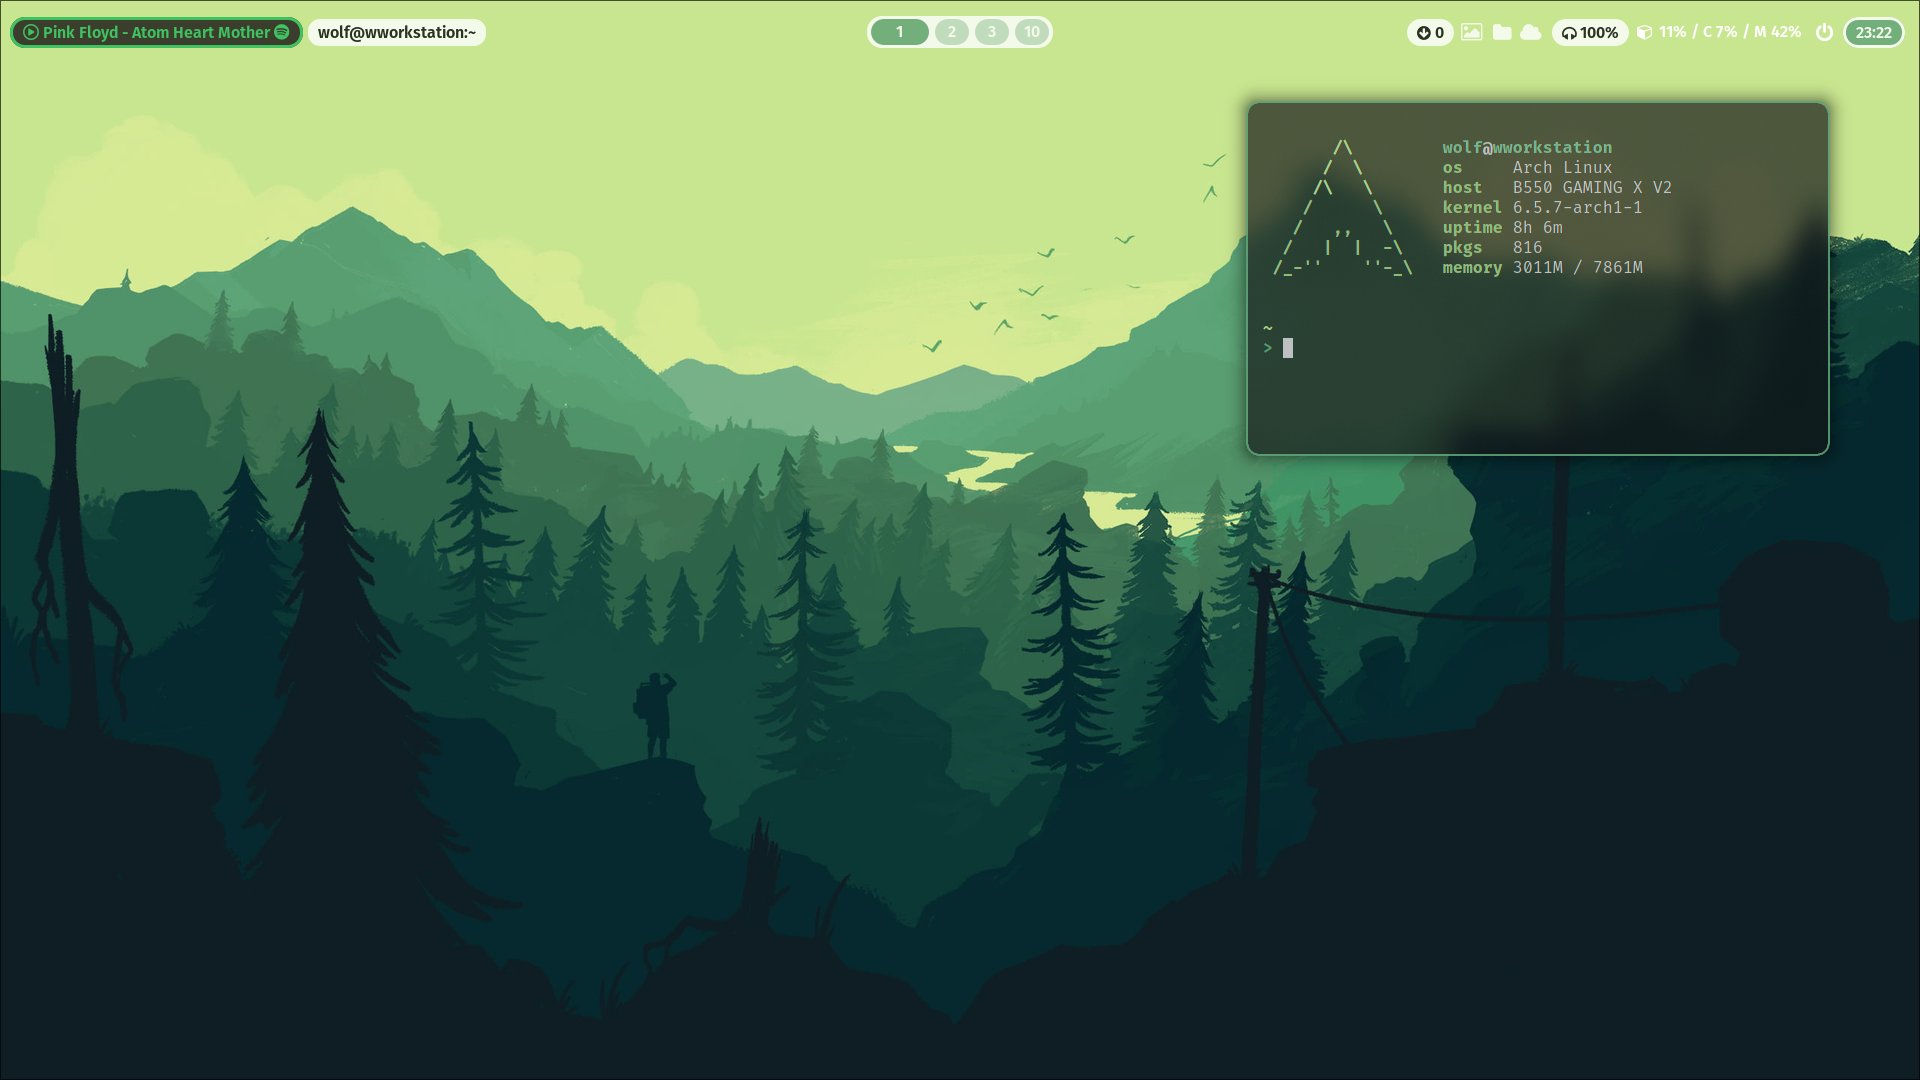 Pink Floyd - Atom Heart Mother
wolf@wworkstation:~
1 2 3 10
0
100%
11% / C 7% / M 42%
23:22
/\
/  \
/\   \
/      \
/   ,,   \
/   |  |  -\
/_-''    ''-_\
wolf@wworkstation
os Arch Linux
host B550 GAMING X V2
kernel 6.5.7-arch1-1
uptime 8h 6m
pkgs 816
memory 3011M / 7861M
~
>